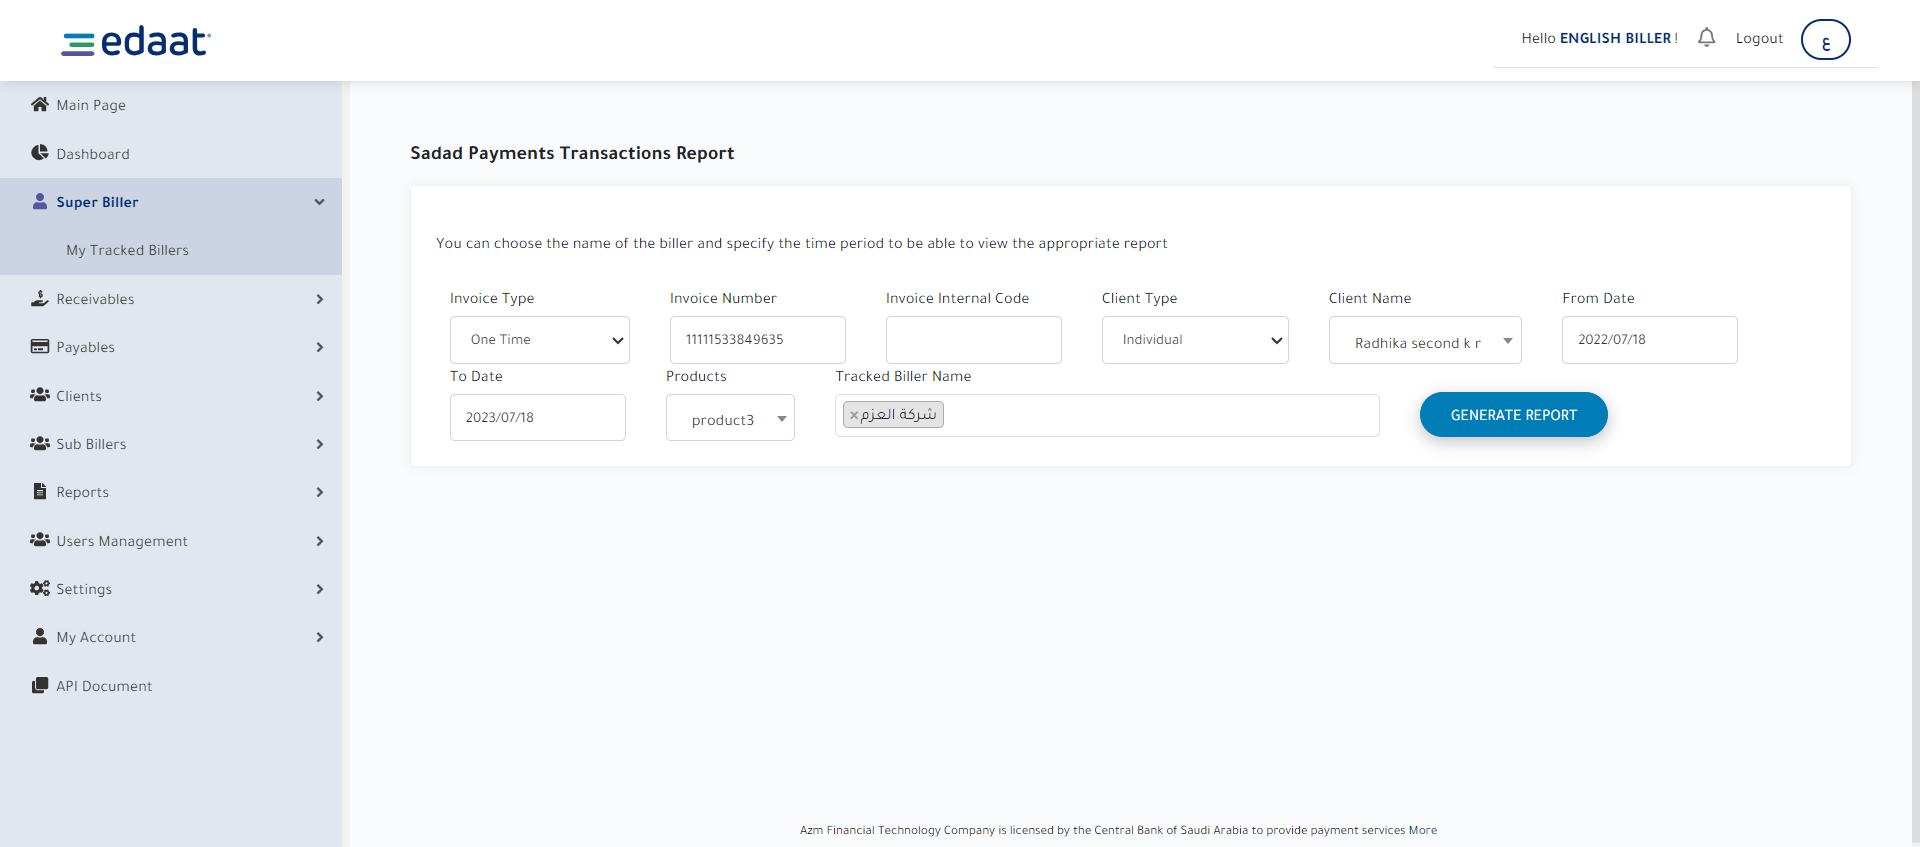 edaat
Hello ENGLISH BILLER !
Logout
ع
Main Page
Dashboard
Super Biller
My Tracked Billers
Receivables
Payables
Clients
Sub Billers
Reports
Users Management
Settings
My Account
API Document
Sadad Payments Transactions Report
You can choose the name of the biller and specify the time period to be able to view the appropriate report
Invoice Type
One Time
Invoice Number
11111533849635
Invoice Internal Code
Client Type
Individual
Client Name
Radhika second k r
From Date
2022/07/18
To Date
2023/07/18
Products
product3
Tracked Biller Name
×شركة العزم
GENERATE REPORT
Azm Financial Technology Company is licensed by the Central Bank of Saudi Arabia to provide payment services More